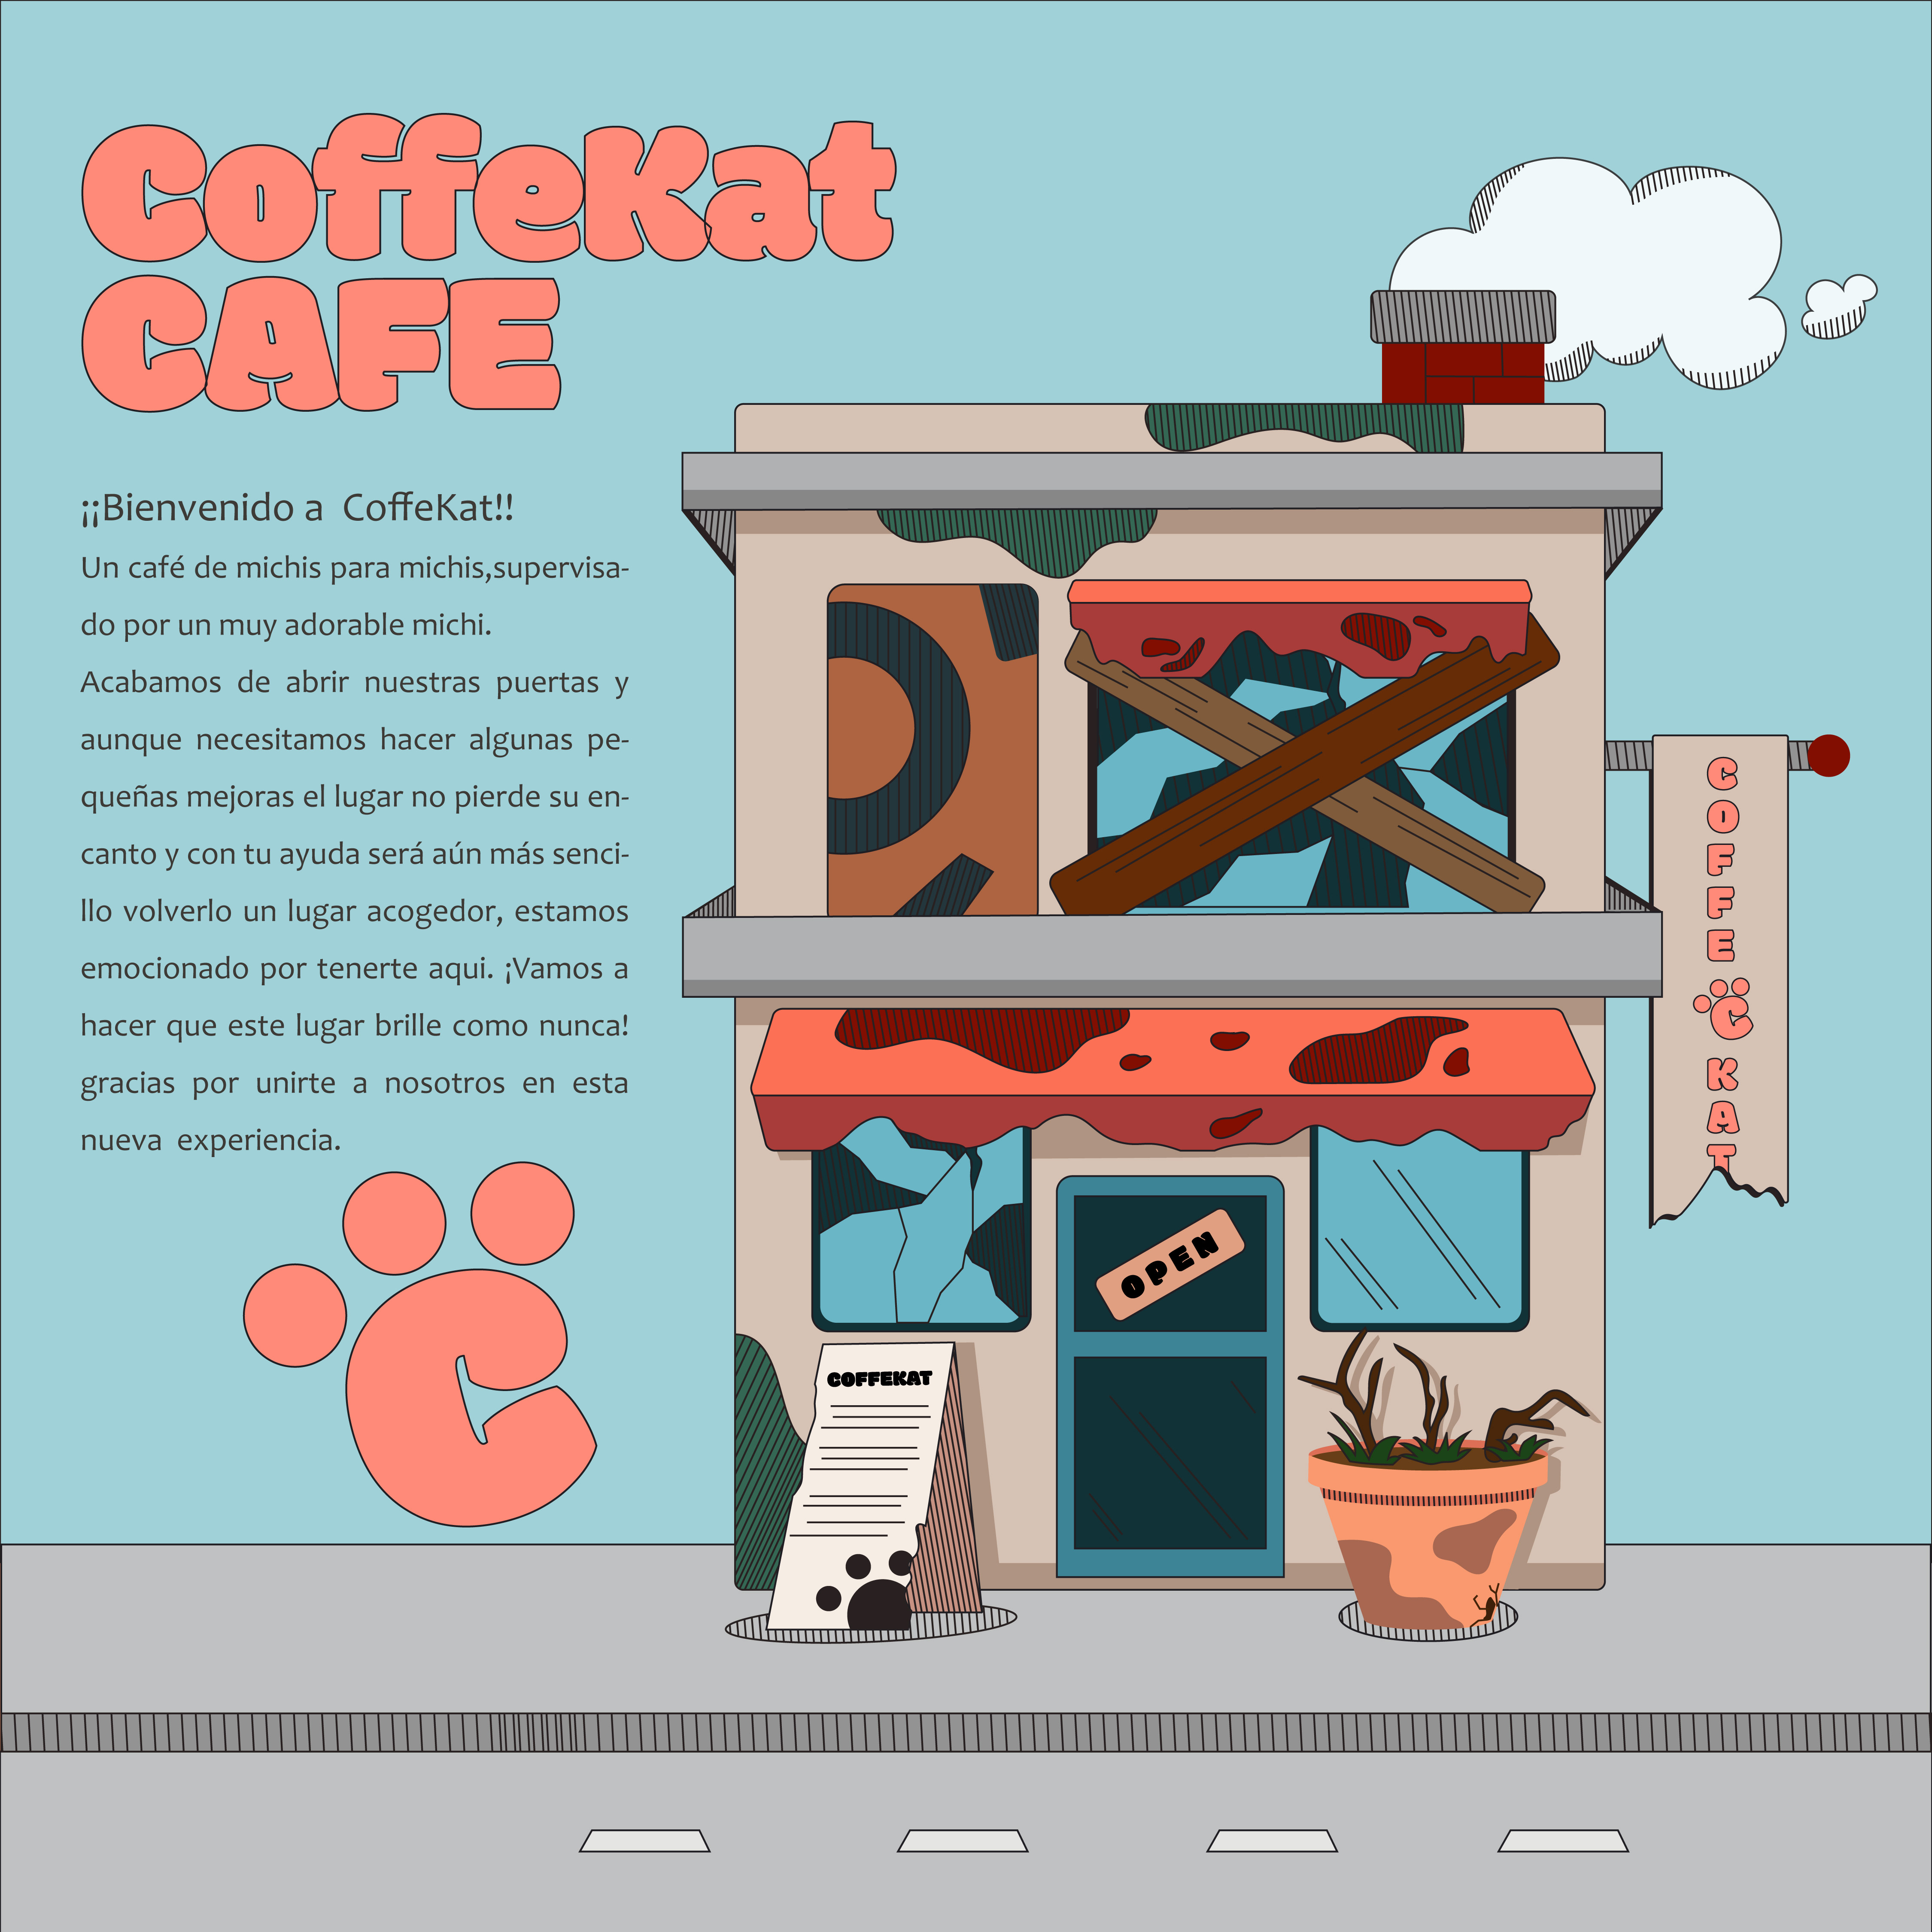 CoffeKat
CAFE
¡¡Bienvenido a CoffeKat!!
Un café de michis para michis,supervisa-
do por un muy adorable michi.
Acabamos de abrir nuestras puertas y
aunque necesitamos hacer algunas pe-
queñas mejoras el lugar no pierde su en-
canto y con tu ayuda será aún más senci-
llo volverlo un lugar acogedor, estamos
emocionado por tenerte aqui. ¡Vamos a
hacer que este lugar brille como nunca!
gracias por unirte a nosotros en esta
nueva experiencia.
C
COFFE C KAT
OPEN
COFFEKAT